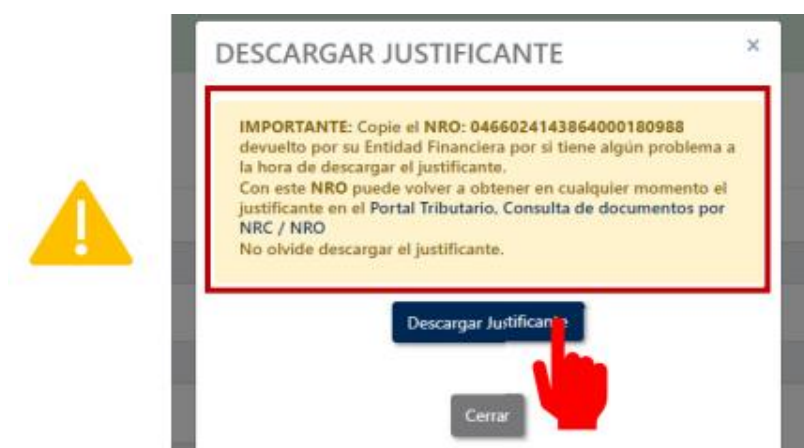 DESCARGAR JUSTIFICANTE
×
IMPORTANTE: Copie el NRO: 0466024143864000180988
devuelto por su Entidad Financiera por si tiene algún problema a
la hora de descargar el justificante.
Con este NRO puede volver a obtener en cualquier momento el
justificante en el Portal Tributario. Consulta de documentos por
NRC / NRO
No olvide descargar el justificante.
Descargar Justificante
Cerrar